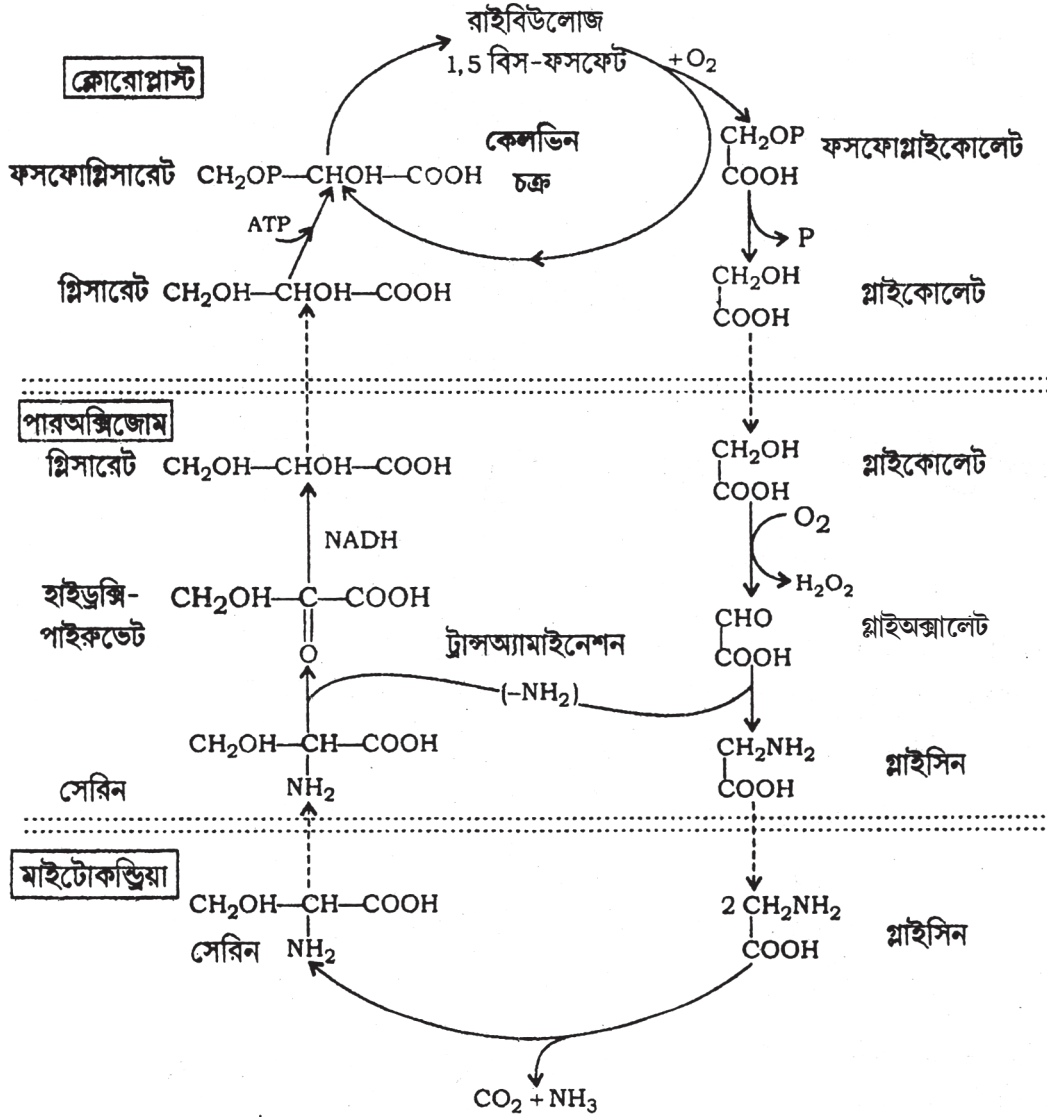 রাইবিউলোজ
1,5 বিস-ফসফেট
+O₂
ক্লোরোপ্লাস্ট
কেলভিন
চক্র
ফসফোগ্লিসারেট CH₂OP—CHOH—COOH
CH₂OP
COOH
ফসফোগ্লাইকোলেট
ATP
P
গ্লিসারেট CH₂OH—CHOH—COOH
CH₂OH
COOH
গ্লাইকোলেট
পারঅক্সিজোম
গ্লিসারেট CH₂OH—CHOH—COOH
CH₂OH
COOH
গ্লাইকোলেট
NADH
O₂
H₂O₂
হাইড্রক্সি-
পাইরুভেট
CH₂OH—C—COOH
O
CHO
COOH
গ্লাইঅক্সালেট
ট্রান্সঅ্যামাইনেশন
(–NH₂)
CH₂OH—CH—COOH
NH₂
সেরিন
CH₂NH₂
COOH
গ্লাইসিন
মাইটোকন্ড্রিয়া
CH₂OH—CH—COOH
সেরিন NH₂
2 CH₂NH₂
COOH
গ্লাইসিন
CO₂ + NH₃